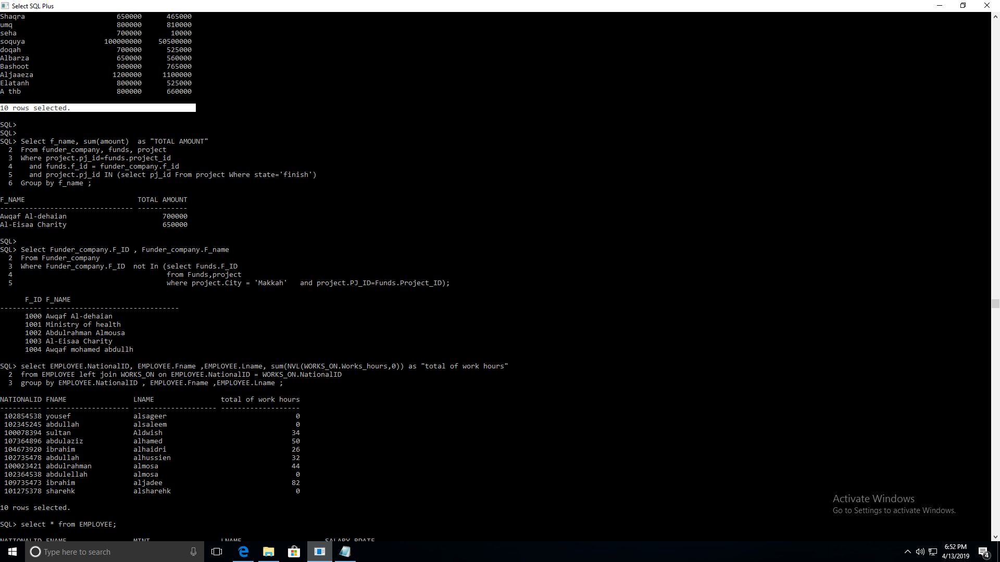 Select SQL Plus
Shaqra 650000 465000
umq 800000 810000
seha 700000 10000
soquya 100000000 50500000
doqah 700000 525000
Albarza 650000 560000
Bashoot 900000 765000
Aljaaeza 1200000 1100000
Elatanh 800000 525000
A thb 800000 660000
10 rows selected.
SQL>
SQL>
SQL> Select f_name, sum(amount)  as "TOTAL AMOUNT"
2  From funder_company, funds, project
3  Where project.pj_id=funds.project_id
4    and funds.f_id = funder_company.f_id
5    and project.pj_id IN (select pj_id From project Where state='finish')
6  Group by f_name ;
F_NAME TOTAL AMOUNT
-------------------------------- ------------
Awqaf Al-dehaian 700000
Al-Eisaa Charity 650000
SQL>
SQL> Select Funder_company.F_ID , Funder_company.F_name
2  From Funder_company
3  Where Funder_company.F_ID  not In (select Funds.F_ID
4 from Funds,project
5 where project.City = 'Makkah'   and project.PJ_ID=Funds.Project_ID);
F_ID F_NAME
---------- --------------------------------
1000 Awqaf Al-dehaian
1001 Ministry of health
1002 Abdulrahman Almousa
1003 Al-Eisaa Charity
1004 Awqaf mohamed abdullh
SQL> select EMPLOYEE.NationalID, EMPLOYEE.Fname ,EMPLOYEE.Lname, sum(NVL(WORKS_ON.Works_hours,0)) as "total of work hours"
2  from EMPLOYEE left join WORKS_ON on EMPLOYEE.NationalID = WORKS_ON.NationalID
3  group by EMPLOYEE.NationalID , EMPLOYEE.Fname ,EMPLOYEE.Lname ;
NATIONALID FNAME LNAME total of work hours
---------- -------------------- -------------------- -------------------
102854538 yousef alsageer 0
102345245 abdullah alsaleem 0
100078394 sultan Aldwish 34
107364896 abdulaziz alhamed 50
104673920 ibrahim alhaidri 26
102735478 abdullah alhussien 32
100023421 abdulrahman almosa 44
102364538 abdulellah almosa 0
109735473 ibrahim aljadee 82
101275378 sharehk alsharehk 0
10 rows selected.
SQL> select * from EMPLOYEE;
NATIONALID FNAME MINT LNAME SALARY BDATE
Activate Windows
Go to Settings to activate Windows.
Type here to search
6:52 PM
4/13/2019
4